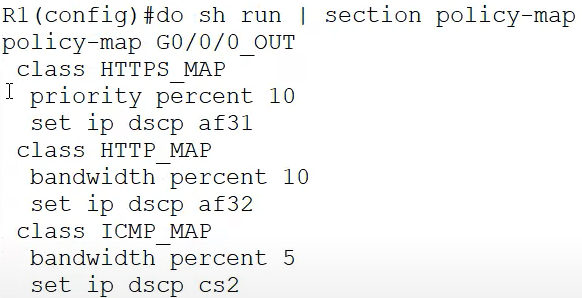 R1(config)#do sh run | section policy-map
policy-map G0/0/0_OUT
class HTTPS_MAP
priority percent 10
set ip dscp af31
class HTTP_MAP
bandwidth percent 10
set ip dscp af32
class ICMP_MAP
bandwidth percent 5
set ip dscp cs2